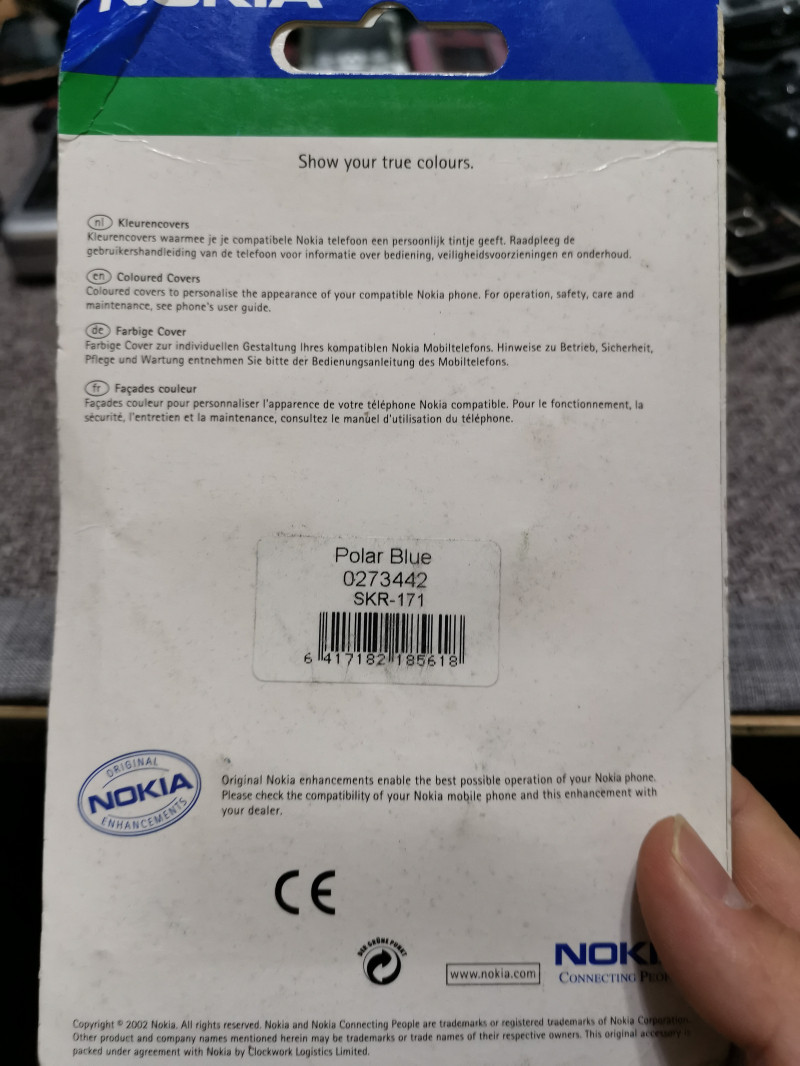 NOKIA
Show your true colours.
nl Kleurencovers
Kleurencovers waarmee je je compatibele Nokia telefoon een persoonlijk tintje geeft. Raadpleeg de
gebruikershandleiding van de telefoon voor informatie over bediening, veiligheidsvoorzieningen en onderhoud.
en Coloured Covers
Coloured covers to personalise the appearance of your compatible Nokia phone. For operation, safety, care and
maintenance, see phone's user guide.
de Farbige Cover
Farbige Cover zur individuellen Gestaltung Ihres kompatiblen Nokia Mobiltelefons. Hinweise zu Betrieb, Sicherheit,
Pflege und Wartung entnehmen Sie bitte der Bedienungsanleitung des Mobiltelefons.
fr Façades couleur
Façades couleur pour personnaliser l'apparence de votre téléphone Nokia compatible. Pour le fonctionnement, la
sécurité, l'entretien et la maintenance, consultez le manuel d'utilisation du téléphone.
Polar Blue
0273442
SKR-171
6 417182 185618
ORIGINAL
NOKIA
ENHANCEMENTS
Original Nokia enhancements enable the best possible operation of your Nokia phone.
Please check the compatibility of your Nokia mobile phone and this enhancement with
your dealer.
CE
DER GRÜNE PUNKT
www.nokia.com
NOKI
CONNECTING PEO
Copyright © 2002 Nokia. All rights reserved. Nokia and Nokia Connecting People are trademarks or registered trademarks of Nokia Corporation.
Other product and company names mentioned herein may be trademarks or trade names of their respective owners. This original accessory is
packed under agreement with Nokia by Clockwork Logistics Limited.